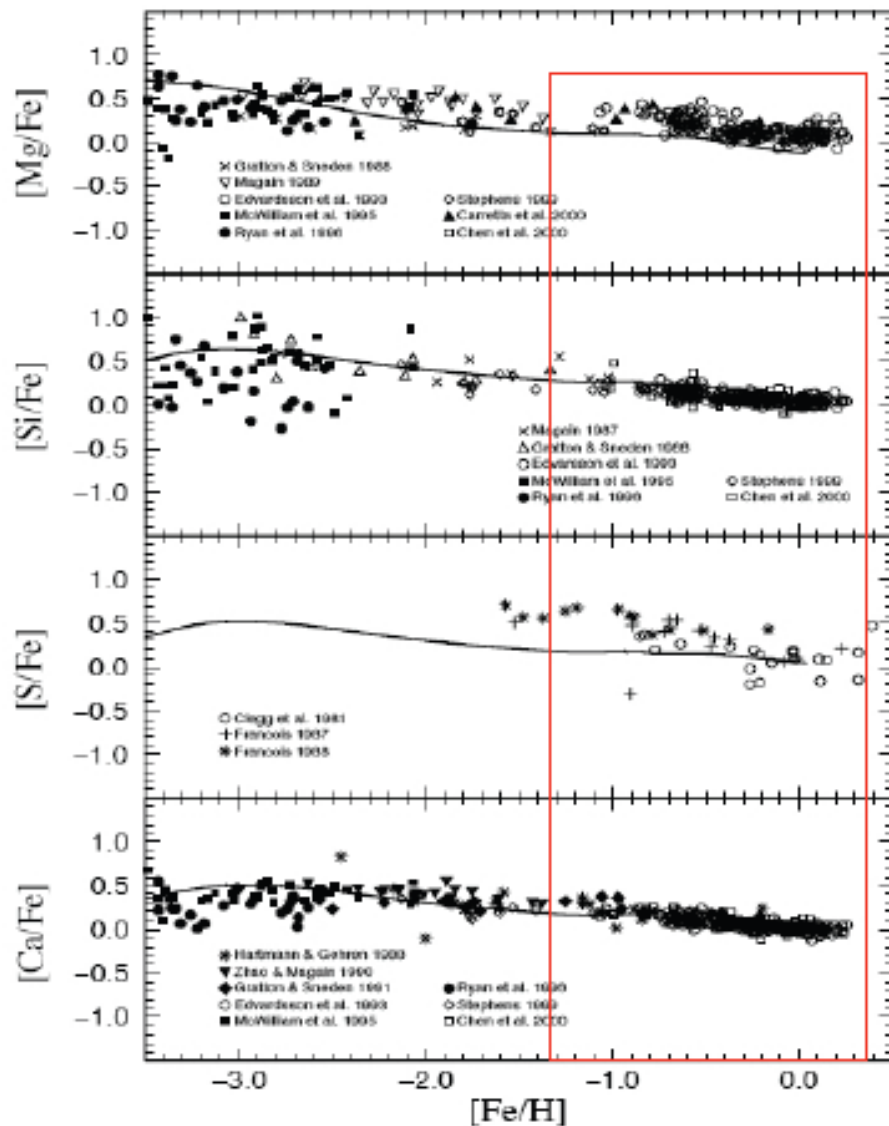 [Mg/Fe]
1.0
0.5
0.0
−0.5
−1.0
Gratton & Sneden 1988
Magain 1989
Edvardsson et al. 1993
McWilliam et al. 1995
Ryan et al. 1996
Stephens 1999
Carretta et al. 2000
Chen et al. 2000
[Si/Fe]
1.0
0.5
0.0
−0.5
−1.0
Magain 1987
Gratton & Sneden 1988
Edvardsson et al. 1993
McWilliam et al. 1995
Ryan et al. 1996
Stephens 1999
Chen et al. 2000
[S/Fe]
1.0
0.5
0.0
−0.5
−1.0
Clegg et al. 1981
Francois 1987
Francois 1988
[Ca/Fe]
1.0
0.5
0.0
−0.5
−1.0
Hartmann & Gehren 1988
Zhao & Magain 1990
Gratton & Sneden 1991
Edvardsson et al. 1993
McWilliam et al. 1995
Ryan et al. 1996
Stephens 1999
Chen et al. 2000
−3.0 −2.0 −1.0 0.0
[Fe/H]